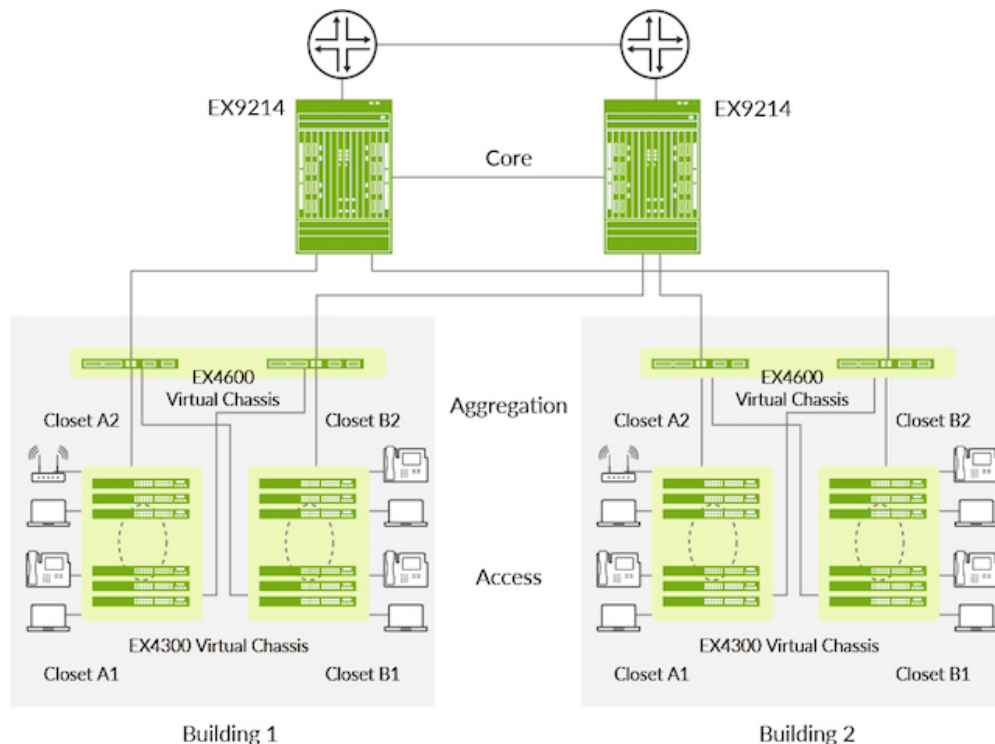 EX9214
EX9214
Core
EX4600
Virtual Chassis
EX4600
Virtual Chassis
Closet A2
Closet B2
Aggregation
Closet A2
Closet B2
Access
EX4300 Virtual Chassis
EX4300 Virtual Chassis
Closet A1
Closet B1
Closet A1
Closet B1
Building 1
Building 2